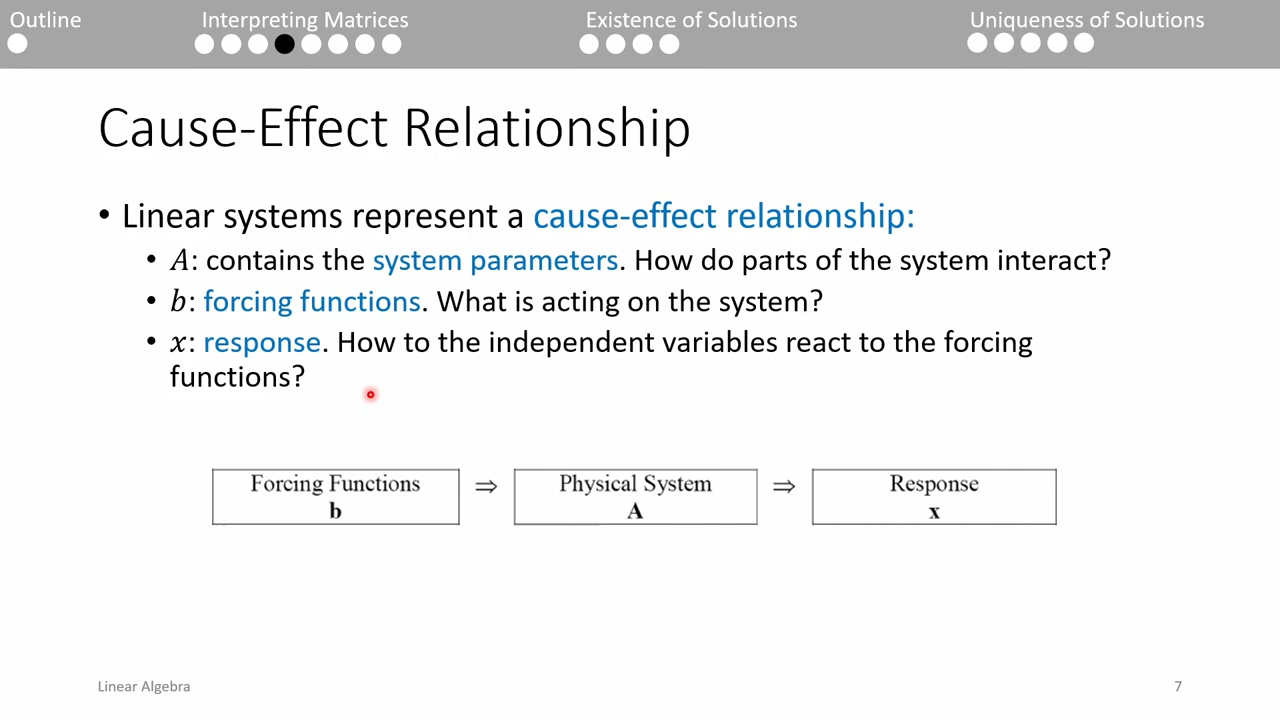 Outline
Interpreting Matrices
Existence of Solutions
Uniqueness of Solutions
Cause-Effect Relationship
• Linear systems represent a cause-effect relationship:
• A: contains the system parameters. How do parts of the system interact?
• b: forcing functions. What is acting on the system?
• x: response. How to the independent variables react to the forcing
functions?
Forcing Functions
b
⇒
Physical System
A
⇒
Response
x
Linear Algebra
7